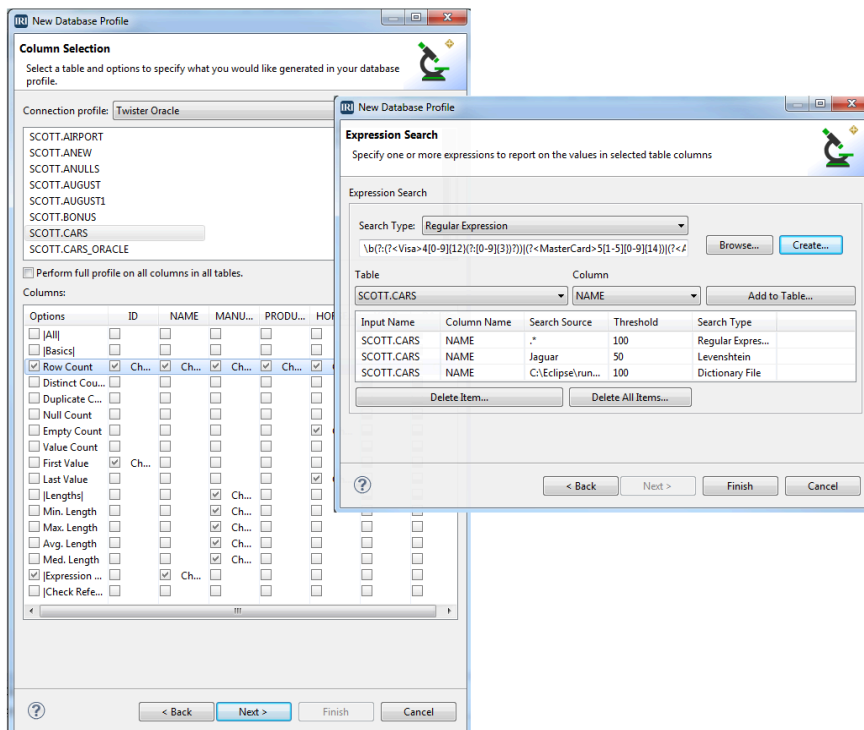 IRI New Database Profile
Column Selection
Select a table and options to specify what you would like generated in your database
profile.
Connection profile: Twister Oracle
SCOTT.AIRPORT
SCOTT.ANEW
SCOTT.ANULLS
SCOTT.AUGUST
SCOTT.AUGUST1
SCOTT.BONUS
SCOTT.CARS
SCOTT.CARS_ORACLE
Perform full profile on all columns in all tables.
Columns:
Options ID NAME MANU... PRODU... HOR
|All|
|Basics|
Row Count Ch... Ch... Ch... Ch...
Distinct Cou...
Duplicate C...
Null Count
Empty Count
Value Count
First Value Ch...
Last Value
|Lengths| Ch...
Min. Length Ch...
Max. Length Ch...
Avg. Length Ch...
Med. Length Ch...
|Expression ... Ch...
|Check Refe...
? < Back Next > Finish Cancel
IRI New Database Profile
Expression Search
Specify one or more expressions to report on the values in selected table columns
Expression Search
Search Type: Regular Expression
\b(?:(?<Visa>4[0-9]{12}(?:[0-9]{3})?)|(?<MasterCard>5[1-5][0-9]{14})|(?<A Browse... Create...
Table Column
SCOTT.CARS NAME Add to Table...
Input Name Column Name Search Source Threshold Search Type
SCOTT.CARS NAME .* 100 Regular Expres...
SCOTT.CARS NAME Jaguar 50 Levenshtein
SCOTT.CARS NAME C:\Eclipse\run... 100 Dictionary File
Delete Item... Delete All Items...
? < Back Next > Finish Cancel